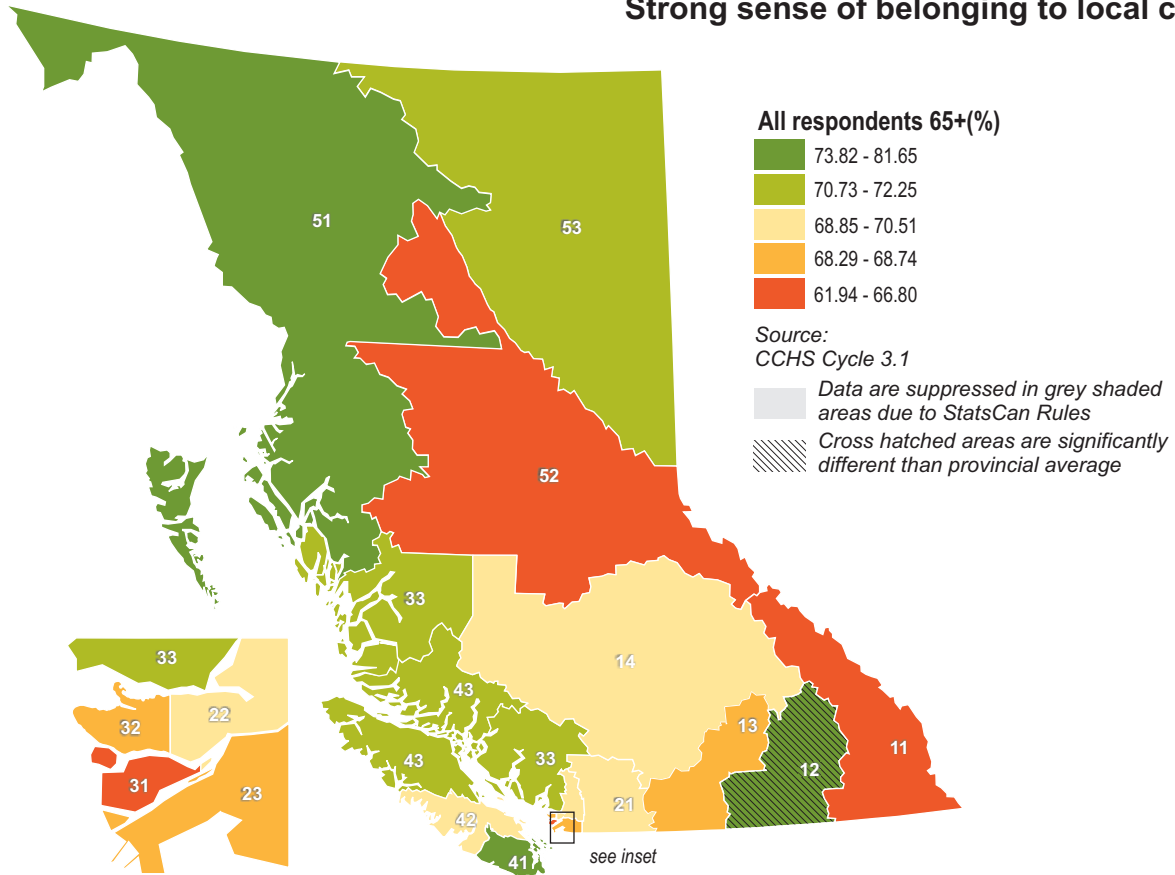 Strong sense of belonging to local c
All respondents 65+(%)
73.82 - 81.65
70.73 - 72.25
68.85 - 70.51
68.29 - 68.74
61.94 - 66.80
Source:
CCHS Cycle 3.1
Data are suppressed in grey shaded
areas due to StatsCan Rules
Cross hatched areas are significantly
different than provincial average
51
53
52
33
14
43
13
33
43
11
12
21
42
41
see inset
33
22
32
31
23